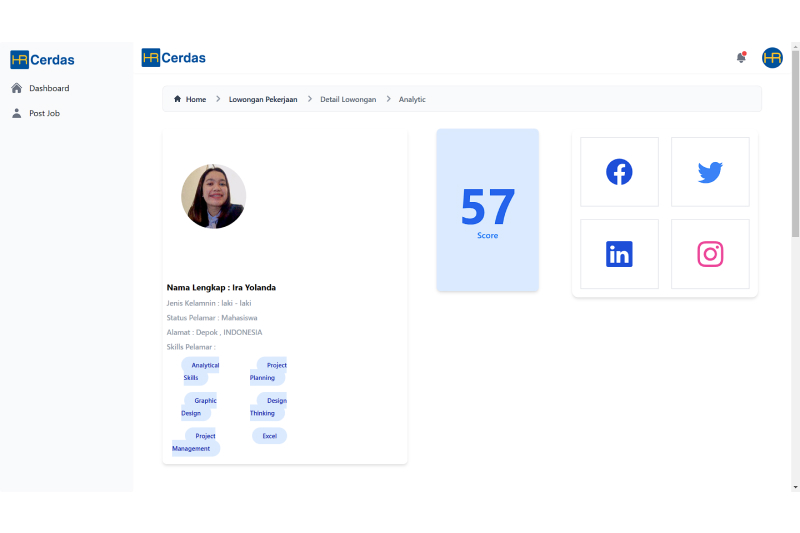 HR Cerdas
HR Cerdas
HR
Dashboard
Post Job
Home > Lowongan Pekerjaan > Detail Lowongan > Analytic
57
Score
Nama Lengkap : Ira Yolanda
Jenis Kelamnin : laki - laki
Status Pelamar : Mahasiswa
Alamat : Depok , INDONESIA
Skills Pelamar :
Analytical
Skills
Project
Planning
Graphic
Design
Design
Thinking
Project
Management
Excel